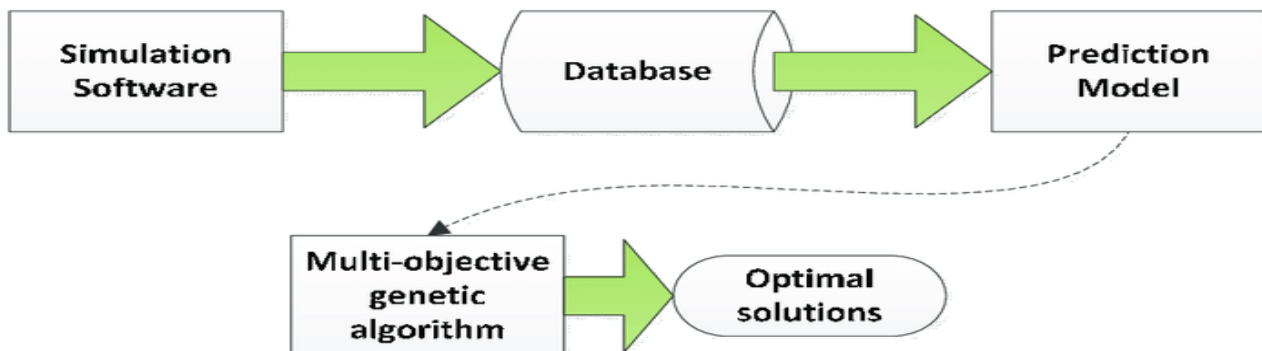 Simulation
Software
Database
Prediction
Model
Multi-objective
genetic
algorithm
Optimal
solutions